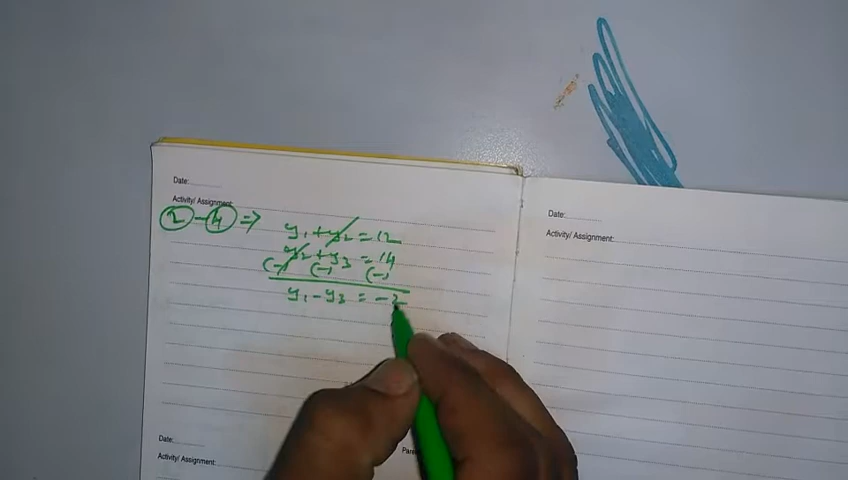 Date:
Activity/ Assignment:
② - ④ ⇒ y₁ + y₂ = 12
y₂ + y₃ = 14
(-) (-) (-)
y₁ - y₃ = -2
Date:
Activity/ Assignment:
Date:
Activity/ Assignment: